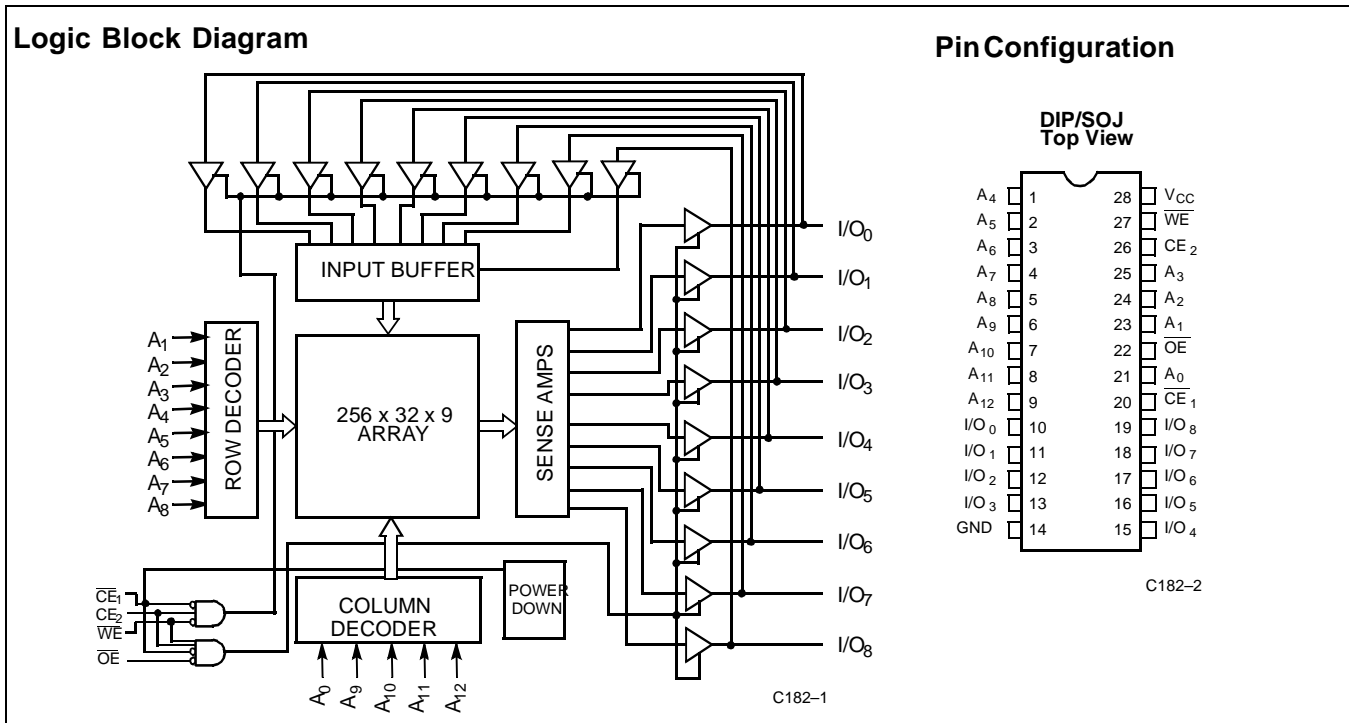 Logic Block Diagram
INPUT BUFFER
A1
A2
A3
A4
A5
A6
A7
A8
ROW DECODER
256 x 32 x 9
ARRAY
SENSE AMPS
I/O0
I/O1
I/O2
I/O3
I/O4
I/O5
I/O6
I/O7
I/O8
CE1
CE2
WE
OE
COLUMN
DECODER
POWER
DOWN
A0
A9
A10
A11
A12
C182–1
Pin Configuration
DIP/SOJ
Top View
A4 1 28 VCC
A5 2 27 WE
A6 3 26 CE2
A7 4 25 A3
A8 5 24 A2
A9 6 23 A1
A10 7 22 OE
A11 8 21 A0
A12 9 20 CE1
I/O0 10 19 I/O8
I/O1 11 18 I/O7
I/O2 12 17 I/O6
I/O3 13 16 I/O5
GND 14 15 I/O4
C182–2